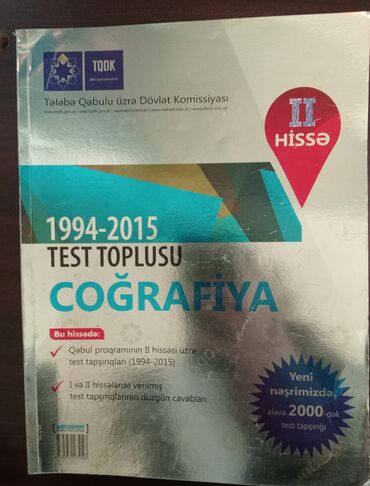 TQDK
Tələbə Qəbulu üzrə Dövlət Komissiyası
II
HİSSƏ
1994-2015
TEST TOPLUSU
COĞRAFİYA
Bu hissədə:
Qəbul proqramının II hissəsi üzrə
test tapşırıqları (1994-2015)
I və II hissələrdə verilmiş
test tapşırıqlarının düzgün cavabları
Yeni
nəşrimizdə,
əlavə 2000-dək
test tapşırığı